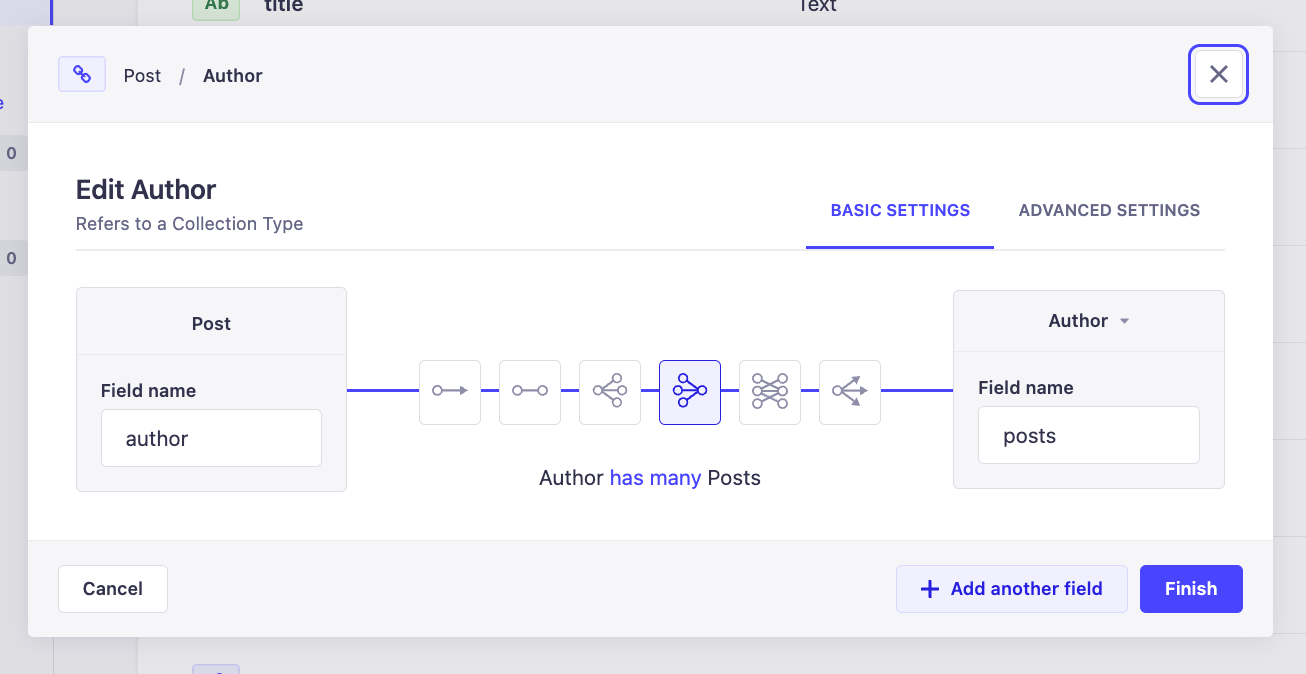 Ab title Text
Post / Author
e
0
Edit Author
Refers to a Collection Type
BASIC SETTINGS ADVANCED SETTINGS
0
Post
Author
Field name
author
Field name
posts
Author has many Posts
Cancel
Add another field
Finish